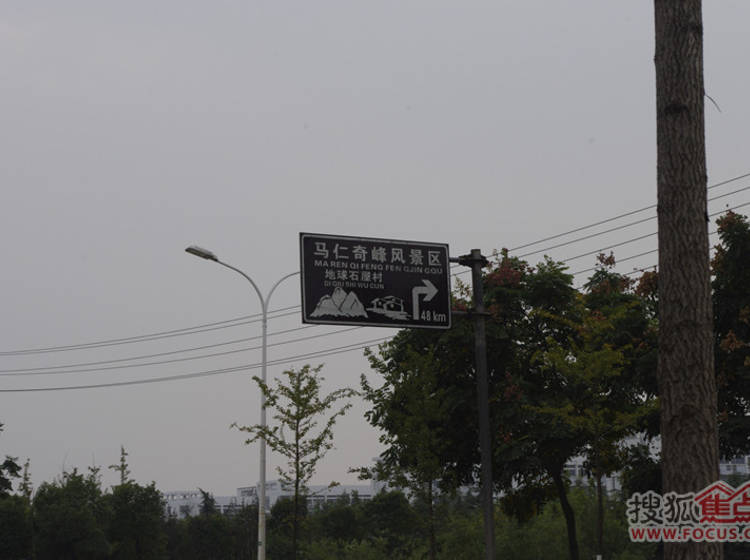 马仁奇峰风景区
MA REN QI FENG FEN GJIN GQU
地球石屋村
DI QIU SHI WU CUN
48 km
搜狐焦点
WWW.FOCUS.